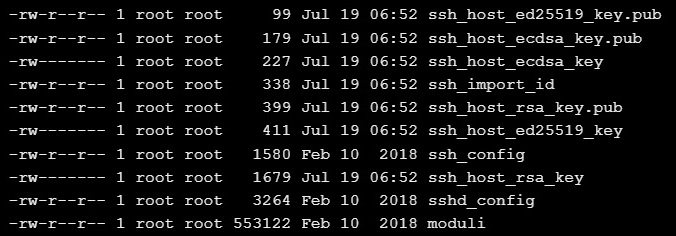 -rw-r--r-- 1 root root     99 Jul 19 06:52 ssh_host_ed25519_key.pub
-rw-r--r-- 1 root root    179 Jul 19 06:52 ssh_host_ecdsa_key.pub
-rw------- 1 root root    227 Jul 19 06:52 ssh_host_ecdsa_key
-rw-r--r-- 1 root root    338 Jul 19 06:52 ssh_import_id
-rw-r--r-- 1 root root    399 Jul 19 06:52 ssh_host_rsa_key.pub
-rw------- 1 root root    411 Jul 19 06:52 ssh_host_ed25519_key
-rw-r--r-- 1 root root   1580 Feb 10  2018 ssh_config
-rw------- 1 root root   1679 Jul 19 06:52 ssh_host_rsa_key
-rw-r--r-- 1 root root   3264 Feb 10  2018 sshd_config
-rw-r--r-- 1 root root 553122 Feb 10  2018 moduli